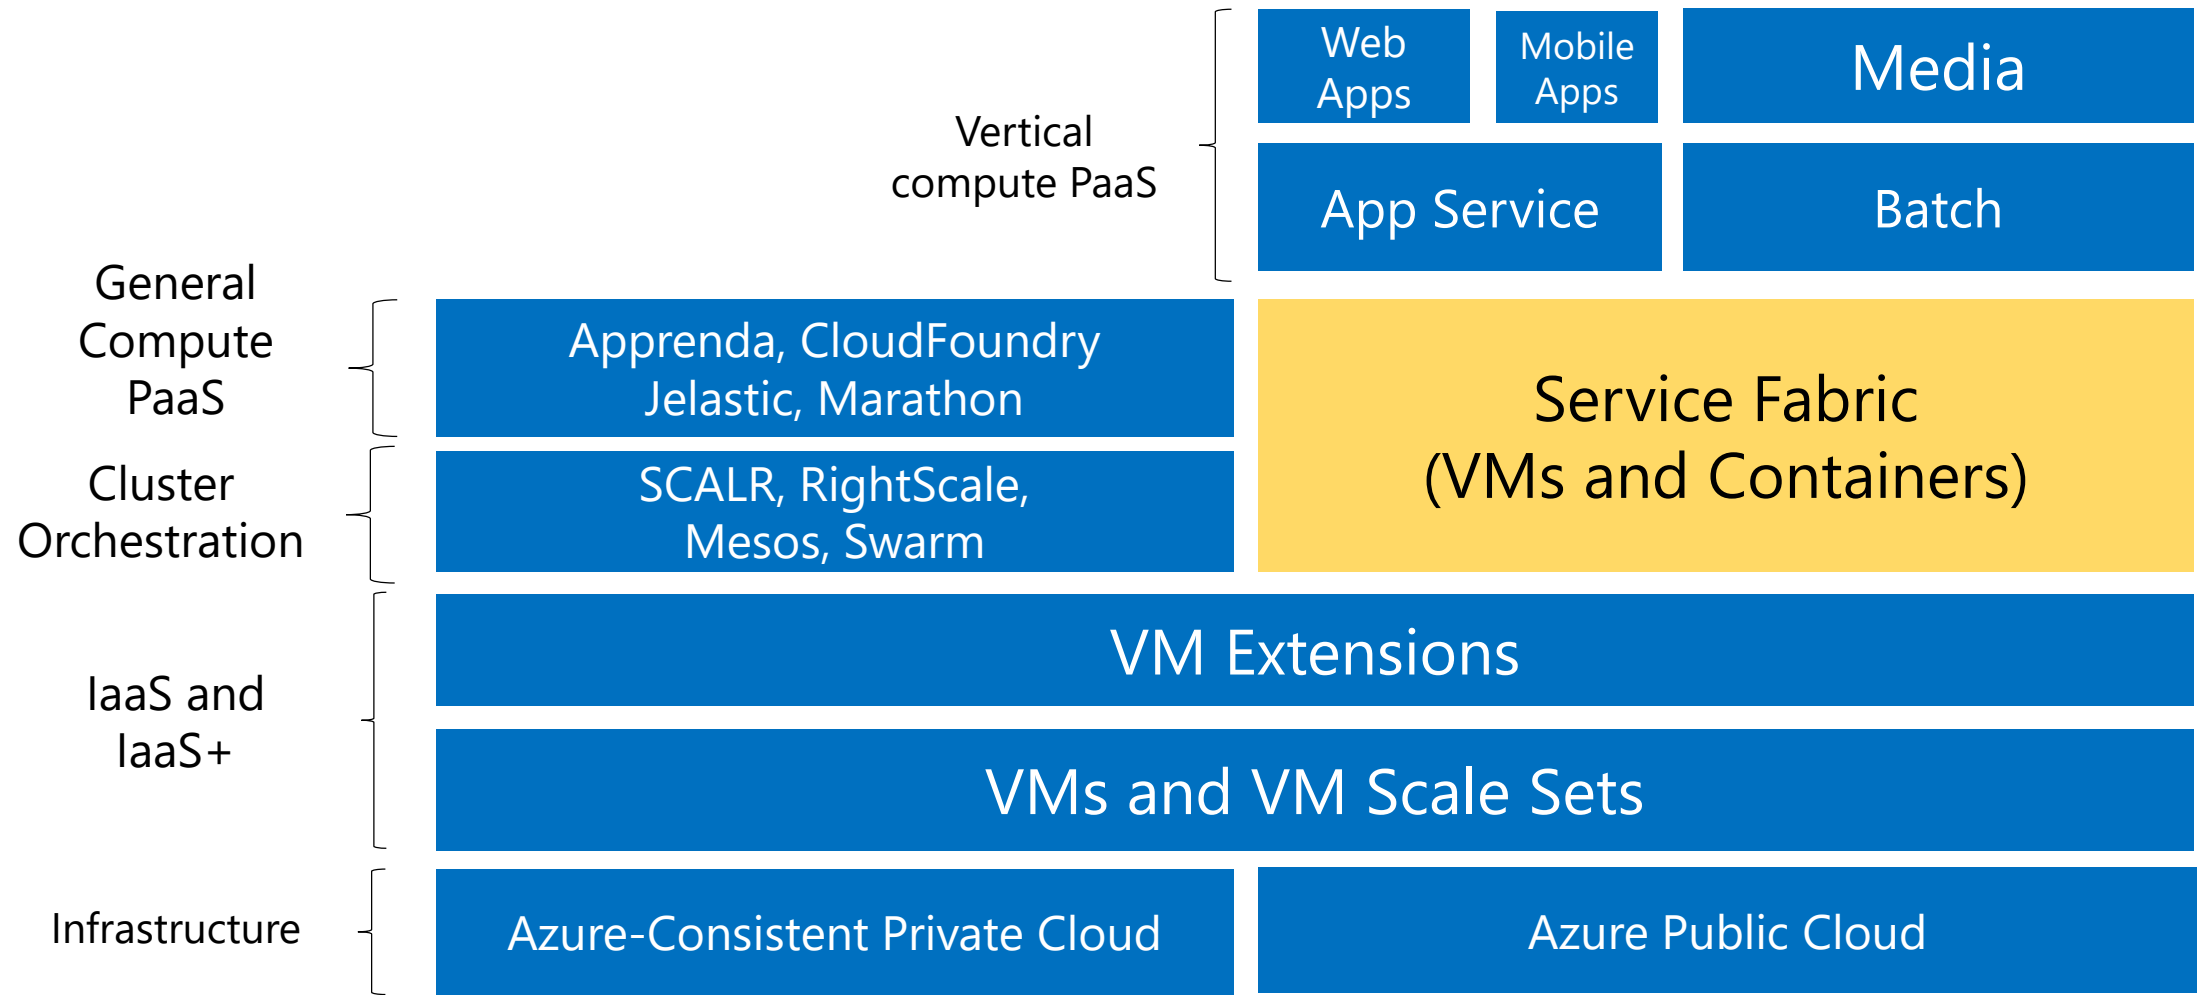 Web
Apps
Mobile
Apps
Media
Vertical
compute PaaS
App Service
Batch
General
Compute
PaaS
Apprenda, CloudFoundry
Jelastic, Marathon
Service Fabric
(VMs and Containers)
Cluster
Orchestration
SCALR, RightScale,
Mesos, Swarm
VM Extensions
IaaS and
IaaS+
VMs and VM Scale Sets
Infrastructure
Azure-Consistent Private Cloud
Azure Public Cloud